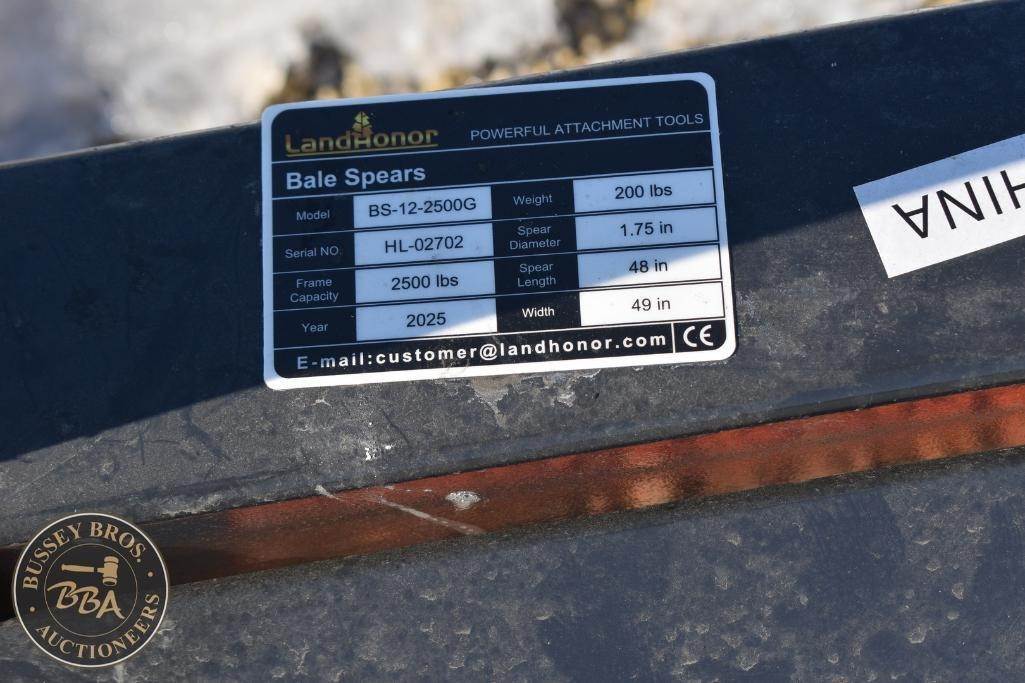 LandHonor POWERFUL ATTACHMENT TOOLS
Bale Spears
Model BS-12-2500G Weight 200 lbs
Serial NO. HL-02702 Spear Diameter 1.75 in
Frame Capacity 2500 lbs Spear Length 48 in
Year 2025 Width 49 in
E-mail:customer@landhonor.com CE
CHINA
BUSSEY BROS.
BBA
AUCTIONEERS